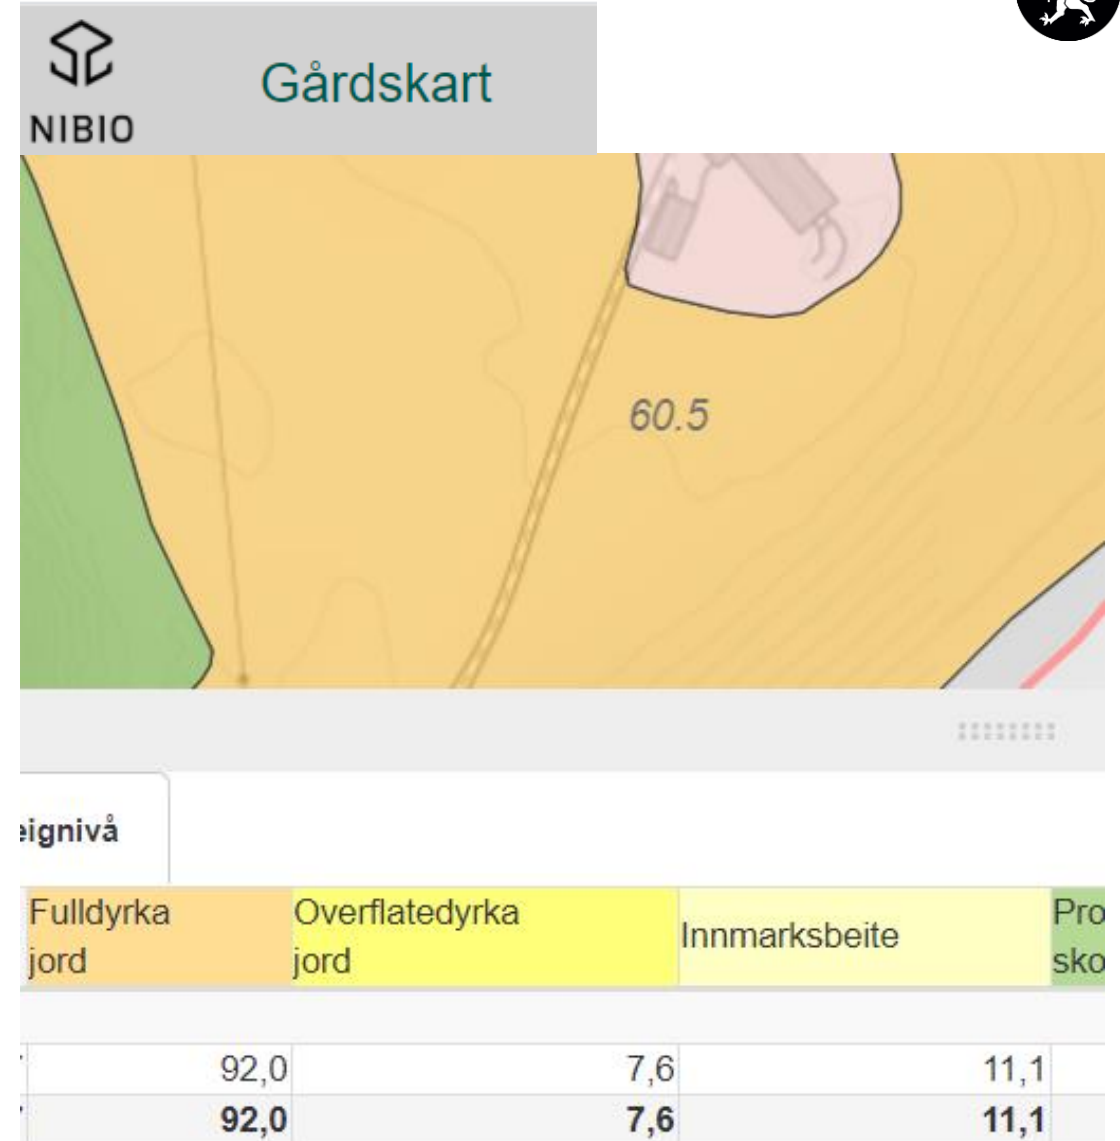 NIBIO
Gårdskart
60.5
eignivå
Fulldyrka jord
Overflatedyrka jord
Innmarksbeite
Pro
sko
92,0 7,6 11,1
92,0 7,6 11,1